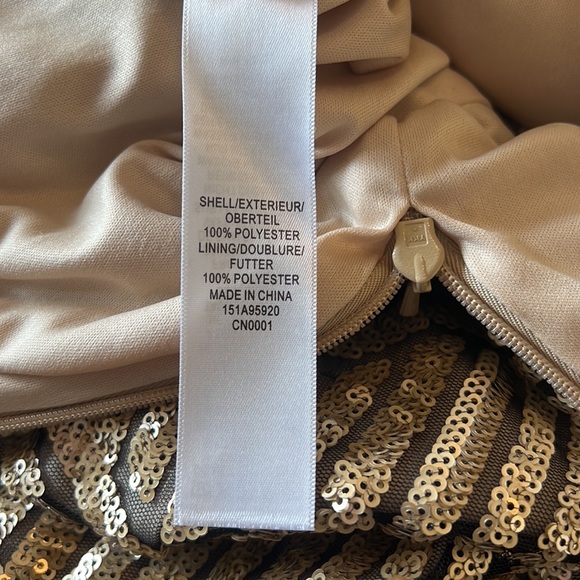 SHELL/EXTERIEUR/
OBERTEIL
100% POLYESTER
LINING/DOUBLURE/
FUTTER
100% POLYESTER
MADE IN CHINA
151A95920
CN0001